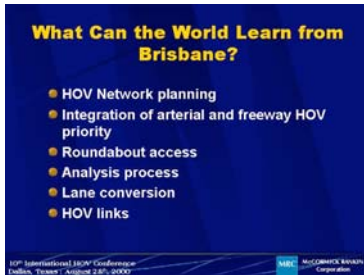 What Can the World Learn from
Brisbane?
HOV Network planning
Integration of arterial and freeway HOV
priority
Roundabout access
Analysis process
Lane conversion
HOV links
10th International HOV Conference
Dallas, Texas | August 28th, 2000
MRC
McCORMICK RANKIN
Corporation